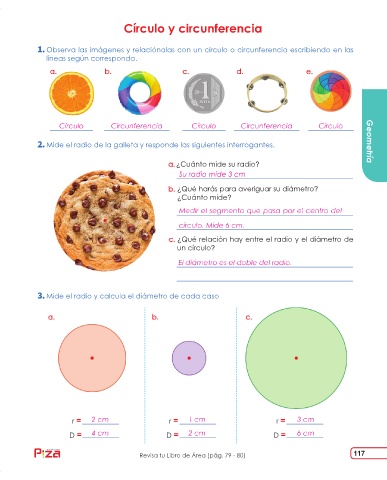 Círculo y circunferencia
1. Observa las imágenes y relaciónalas con un círculo o circunferencia escribiendo en las
líneas según corresponda.
a. b. c. d. e.
Círculo Circunferencia Círculo Circunferencia Círculo
Geometría
2. Mide el radio de la galleta y responde las siguientes interrogantes.
a. ¿Cuánto mide su radio?
Su radio mide 3 cm
b. ¿Qué harás para averiguar su diámetro?
¿Cuánto mide?
Medir el segmento que pasa por el centro del
círculo. Mide 6 cm.
c. ¿Qué relación hay entre el radio y el diámetro de
un círculo?
El diámetro es el doble del radio.
3. Mide el radio y calcula el diámetro de cada caso
a. b. c.
r = 2 cm r = 1 cm r = 3 cm
D = 4 cm D = 2 cm D = 6 cm
Revisa tu Libro de Área (pág. 79 - 80)
117